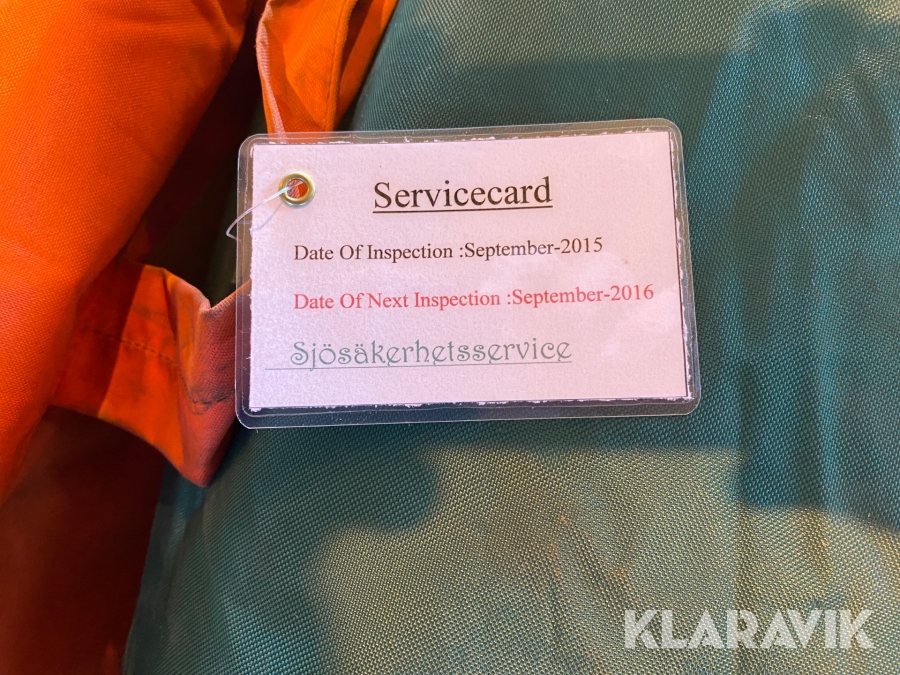 Servicecard
Date Of Inspection :September-2015
Date Of Next Inspection :September-2016
Sjösäkerhetsservice
KLARAVIK